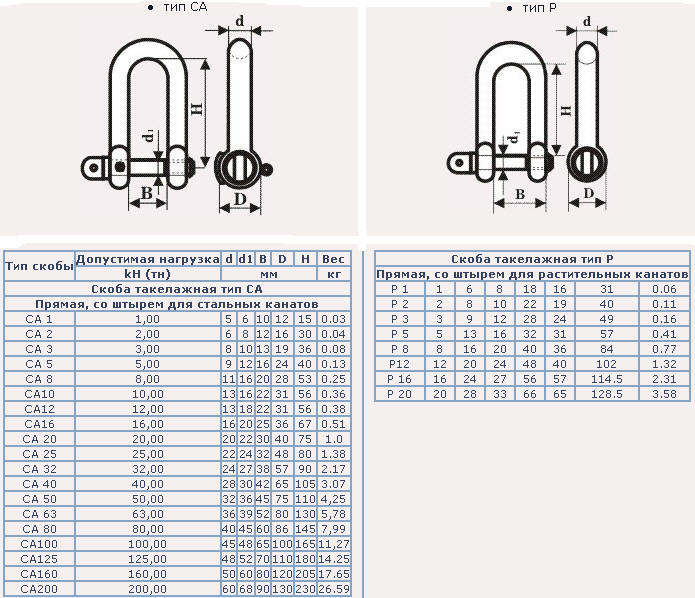 • тип СА
d
H
d1
B
D
• тип Р
d
H
d1
B
D
Тип скобы Допустимая нагрузка d d1 B D H Вес
kH (тн) мм кг
Скоба такелажная тип СА
Прямая, со штырем для стальных канатов
СА 1 1,00 5 6 10 12 15 0.03
СА 2 2,00 6 8 12 16 30 0.04
СА 3 3,00 8 10 13 19 36 0.08
СА 5 5,00 9 12 16 24 40 0.13
СА 8 8,00 11 16 20 28 53 0.25
СА10 10,00 13 16 22 31 56 0.36
СА12 12,00 13 18 22 31 56 0.38
СА16 16,00 16 20 25 36 67 0.51
СА 20 20,00 20 22 30 40 75 1.0
СА 25 25,00 22 24 32 48 80 1.38
СА 32 32,00 24 27 38 57 90 2.17
СА 40 40,00 28 30 42 65 105 3.07
СА 50 50,00 32 36 45 75 110 4,25
СА 63 63,00 36 39 52 80 130 5,78
СА 80 80,00 40 45 60 86 145 7,99
СА100 100,00 45 48 65 100 165 11,27
СА125 125,00 48 52 70 110 180 14.25
СА160 160,00 50 60 80 120 205 17.65
СА200 200,00 60 68 90 130 230 26.59
Скоба такелажная тип Р
Прямая, со штырем для растительных канатов
Р 1 1 6 8 18 16 31 0.06
Р 2 2 8 10 22 19 40 0.11
Р 3 3 9 12 28 24 49 0.16
Р 5 5 13 16 32 31 57 0.41
Р 8 8 16 20 40 36 84 0.77
Р12 12 20 24 48 40 102 1.32
Р 16 16 24 27 56 57 114.5 2.31
Р 20 20 28 33 66 65 128.5 3.58